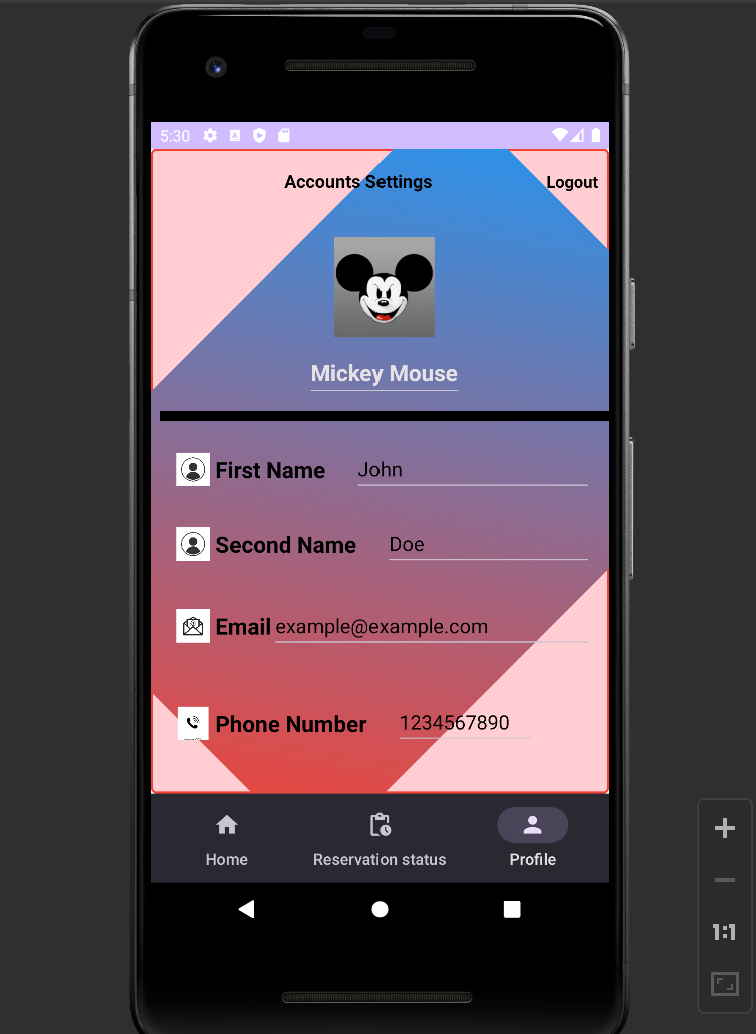 5:30
Accounts Settings Logout
Mickey Mouse
First Name John
Second Name Doe
Email example@example.com
Phone Number 1234567890
Home Reservation status Profile
1:1